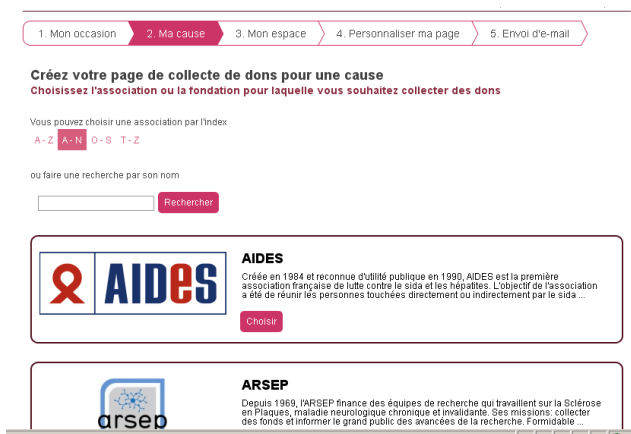 1. Mon occasion 2. Ma cause 3. Mon espace 4. Personnaliser ma page 5. Envoi d'e-mail
Créez votre page de collecte de dons pour une cause
Choisissez l'association ou la fondation pour laquelle vous souhaitez collecter des dons
Vous pouvez choisir une association par l'index
A-Z A-N O-S T-Z
ou faire une recherche par son nom
Rechercher
AIDES
AIDES
Créée en 1984 et reconnue d'utilité publique en 1990, AIDES est la première
association française de lutte contre le sida et les hépatites. L'objectif de l'association
a été de réunir les personnes touchées directement ou indirectement par le sida ...
Choisir
arsep
ARSEP
Depuis 1969, l'ARSEP finance des équipes de recherche qui travaillent sur la Sclérose
en Plaques, maladie neurologique chronique et invalidante. Ses missions: collecter
des fonds et informer le grand public des avancées de la recherche. Formidable ...